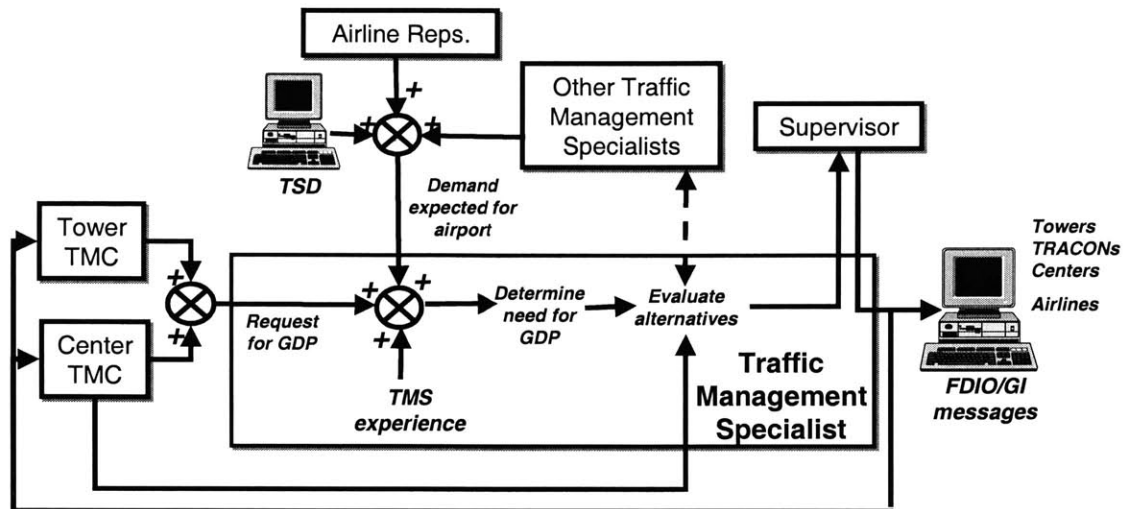 Airline Reps.
Other Traffic
Management
Specialists
Supervisor
+
+
+
TSD
Demand
expected for
airport
Tower
TMC
Center
TMC
+
+
Request
for GDP
+
+
+
TMS
experience
Determine
need for
GDP
Evaluate
alternatives
Traffic
Management
Specialist
Towers
TRACONs
Centers
Airlines
FDIO/GI
messages